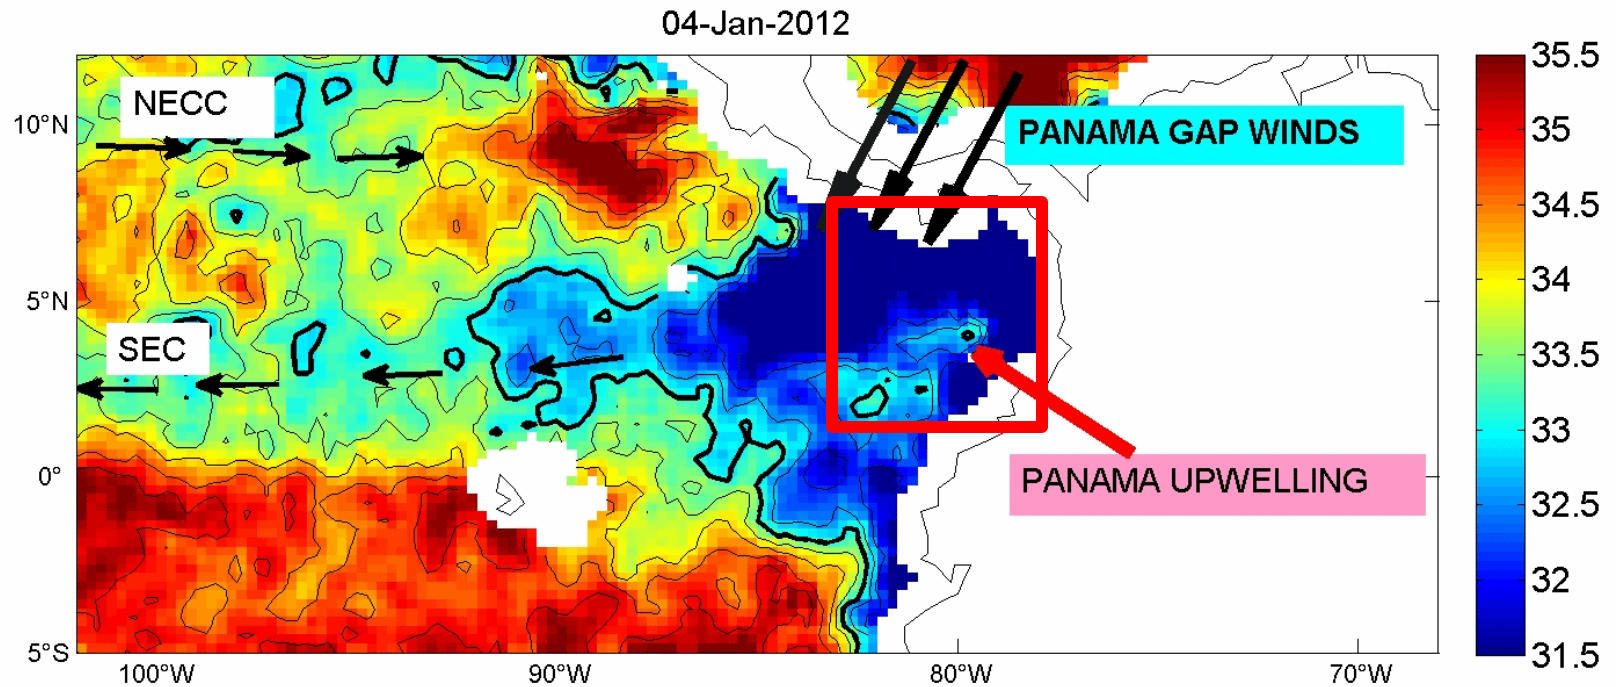 04-Jan-2012
NECC
PANAMA GAP WINDS
SEC
PANAMA UPWELLING
10°N
5°N
0°
5°S
100°W
90°W
80°W
70°W
35.5
35
34.5
34
33.5
33
32.5
32
31.5